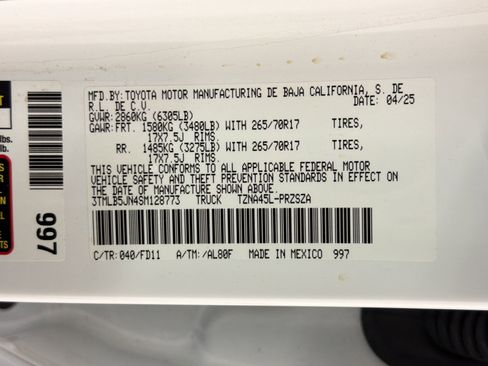 MFD.BY:TOYOTA MOTOR MANUFACTURING DE BAJA CALIFORNIA, S. DE
R.L. DE C.V. DATE: 04/25
GVWR:2860KG (6305LB)
GAWR:FRT. 1580KG (3480LB) WITH 265/70R17 TIRES,
17X7.5J RIMS.
RR. 1485KG (3275LB) WITH 265/70R17 TIRES,
17X7.5J RIMS.
THIS VEHICLE CONFORMS TO ALL APPLICABLE FEDERAL MOTOR
VEHICLE SAFETY AND THEFT PREVENTION STANDARDS IN EFFECT ON
THE DATE OF MANUFACTURE SHOWN ABOVE.
3TMLB5JN4SM128773 TRUCK TZNA45L-PRZSZA
C/TR:040/FD11 A/TM:/AL80F MADE IN MEXICO 997
997
lbs.
lb.